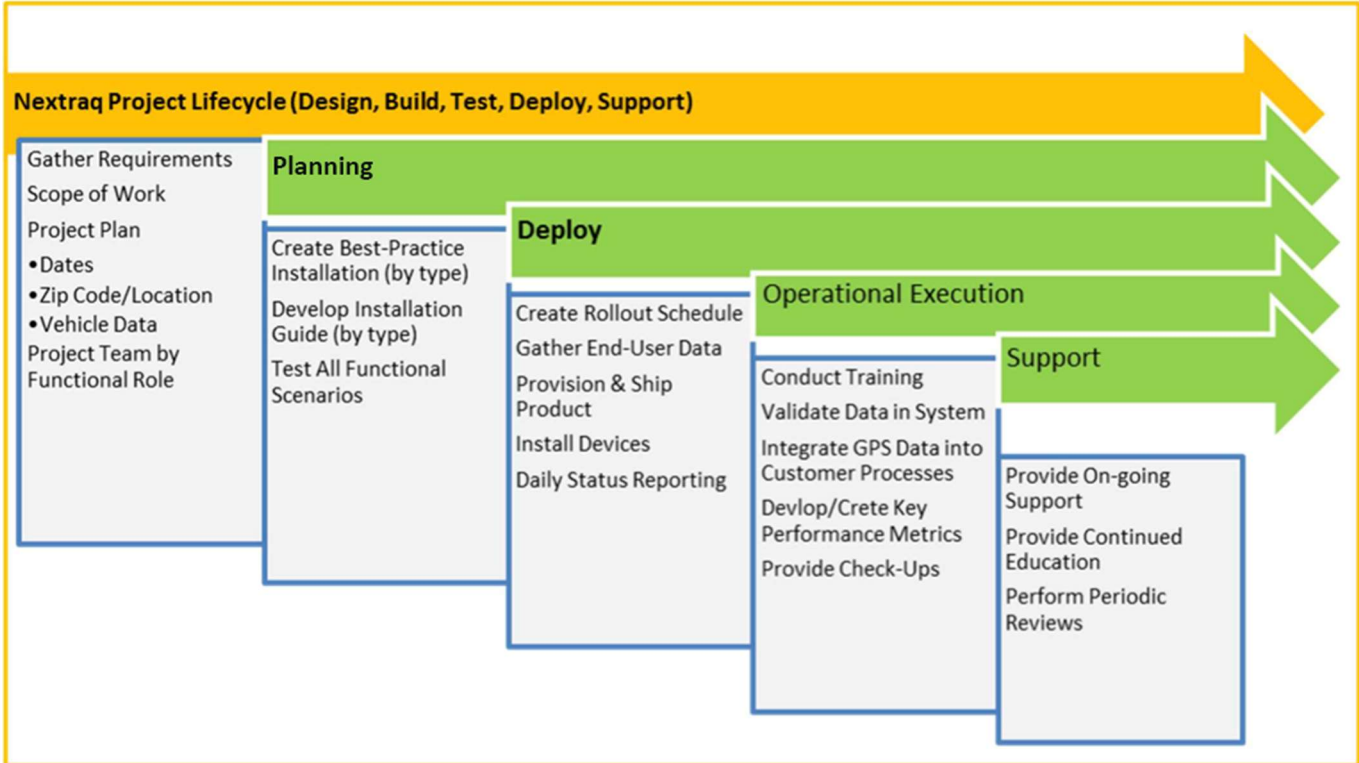 Nextraq Project Lifecycle (Design, Build, Test, Deploy, Support)
Gather Requirements
Scope of Work
Project Plan
•Dates
•Zip Code/Location
•Vehicle Data
Project Team by
Functional Role
Planning
Create Best-Practice
Installation (by type)
Develop Installation
Guide (by type)
Test All Functional
Scenarios
Deploy
Create Rollout Schedule
Gather End-User Data
Provision & Ship
Product
Install Devices
Daily Status Reporting
Operational Execution
Conduct Training
Validate Data in System
Integrate GPS Data into
Customer Processes
Devlop/Crete Key
Performance Metrics
Provide Check-Ups
Support
Provide On-going
Support
Provide Continued
Education
Perform Periodic
Reviews